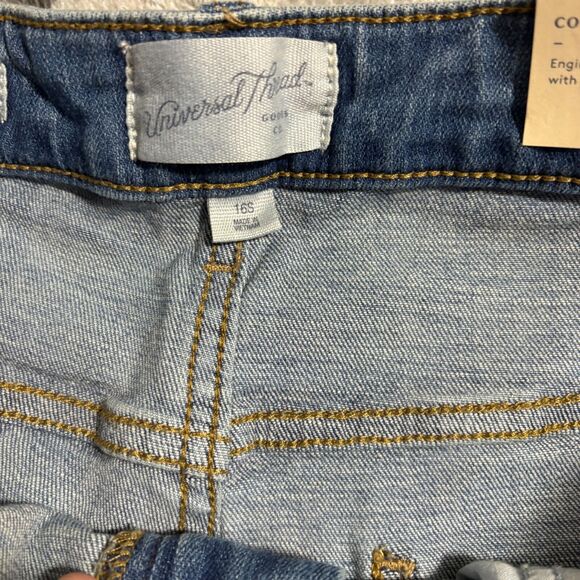 Universal Thread
GOODS
CO.
16S
MADE IN
VIETNAM
CO
–
Engi
with